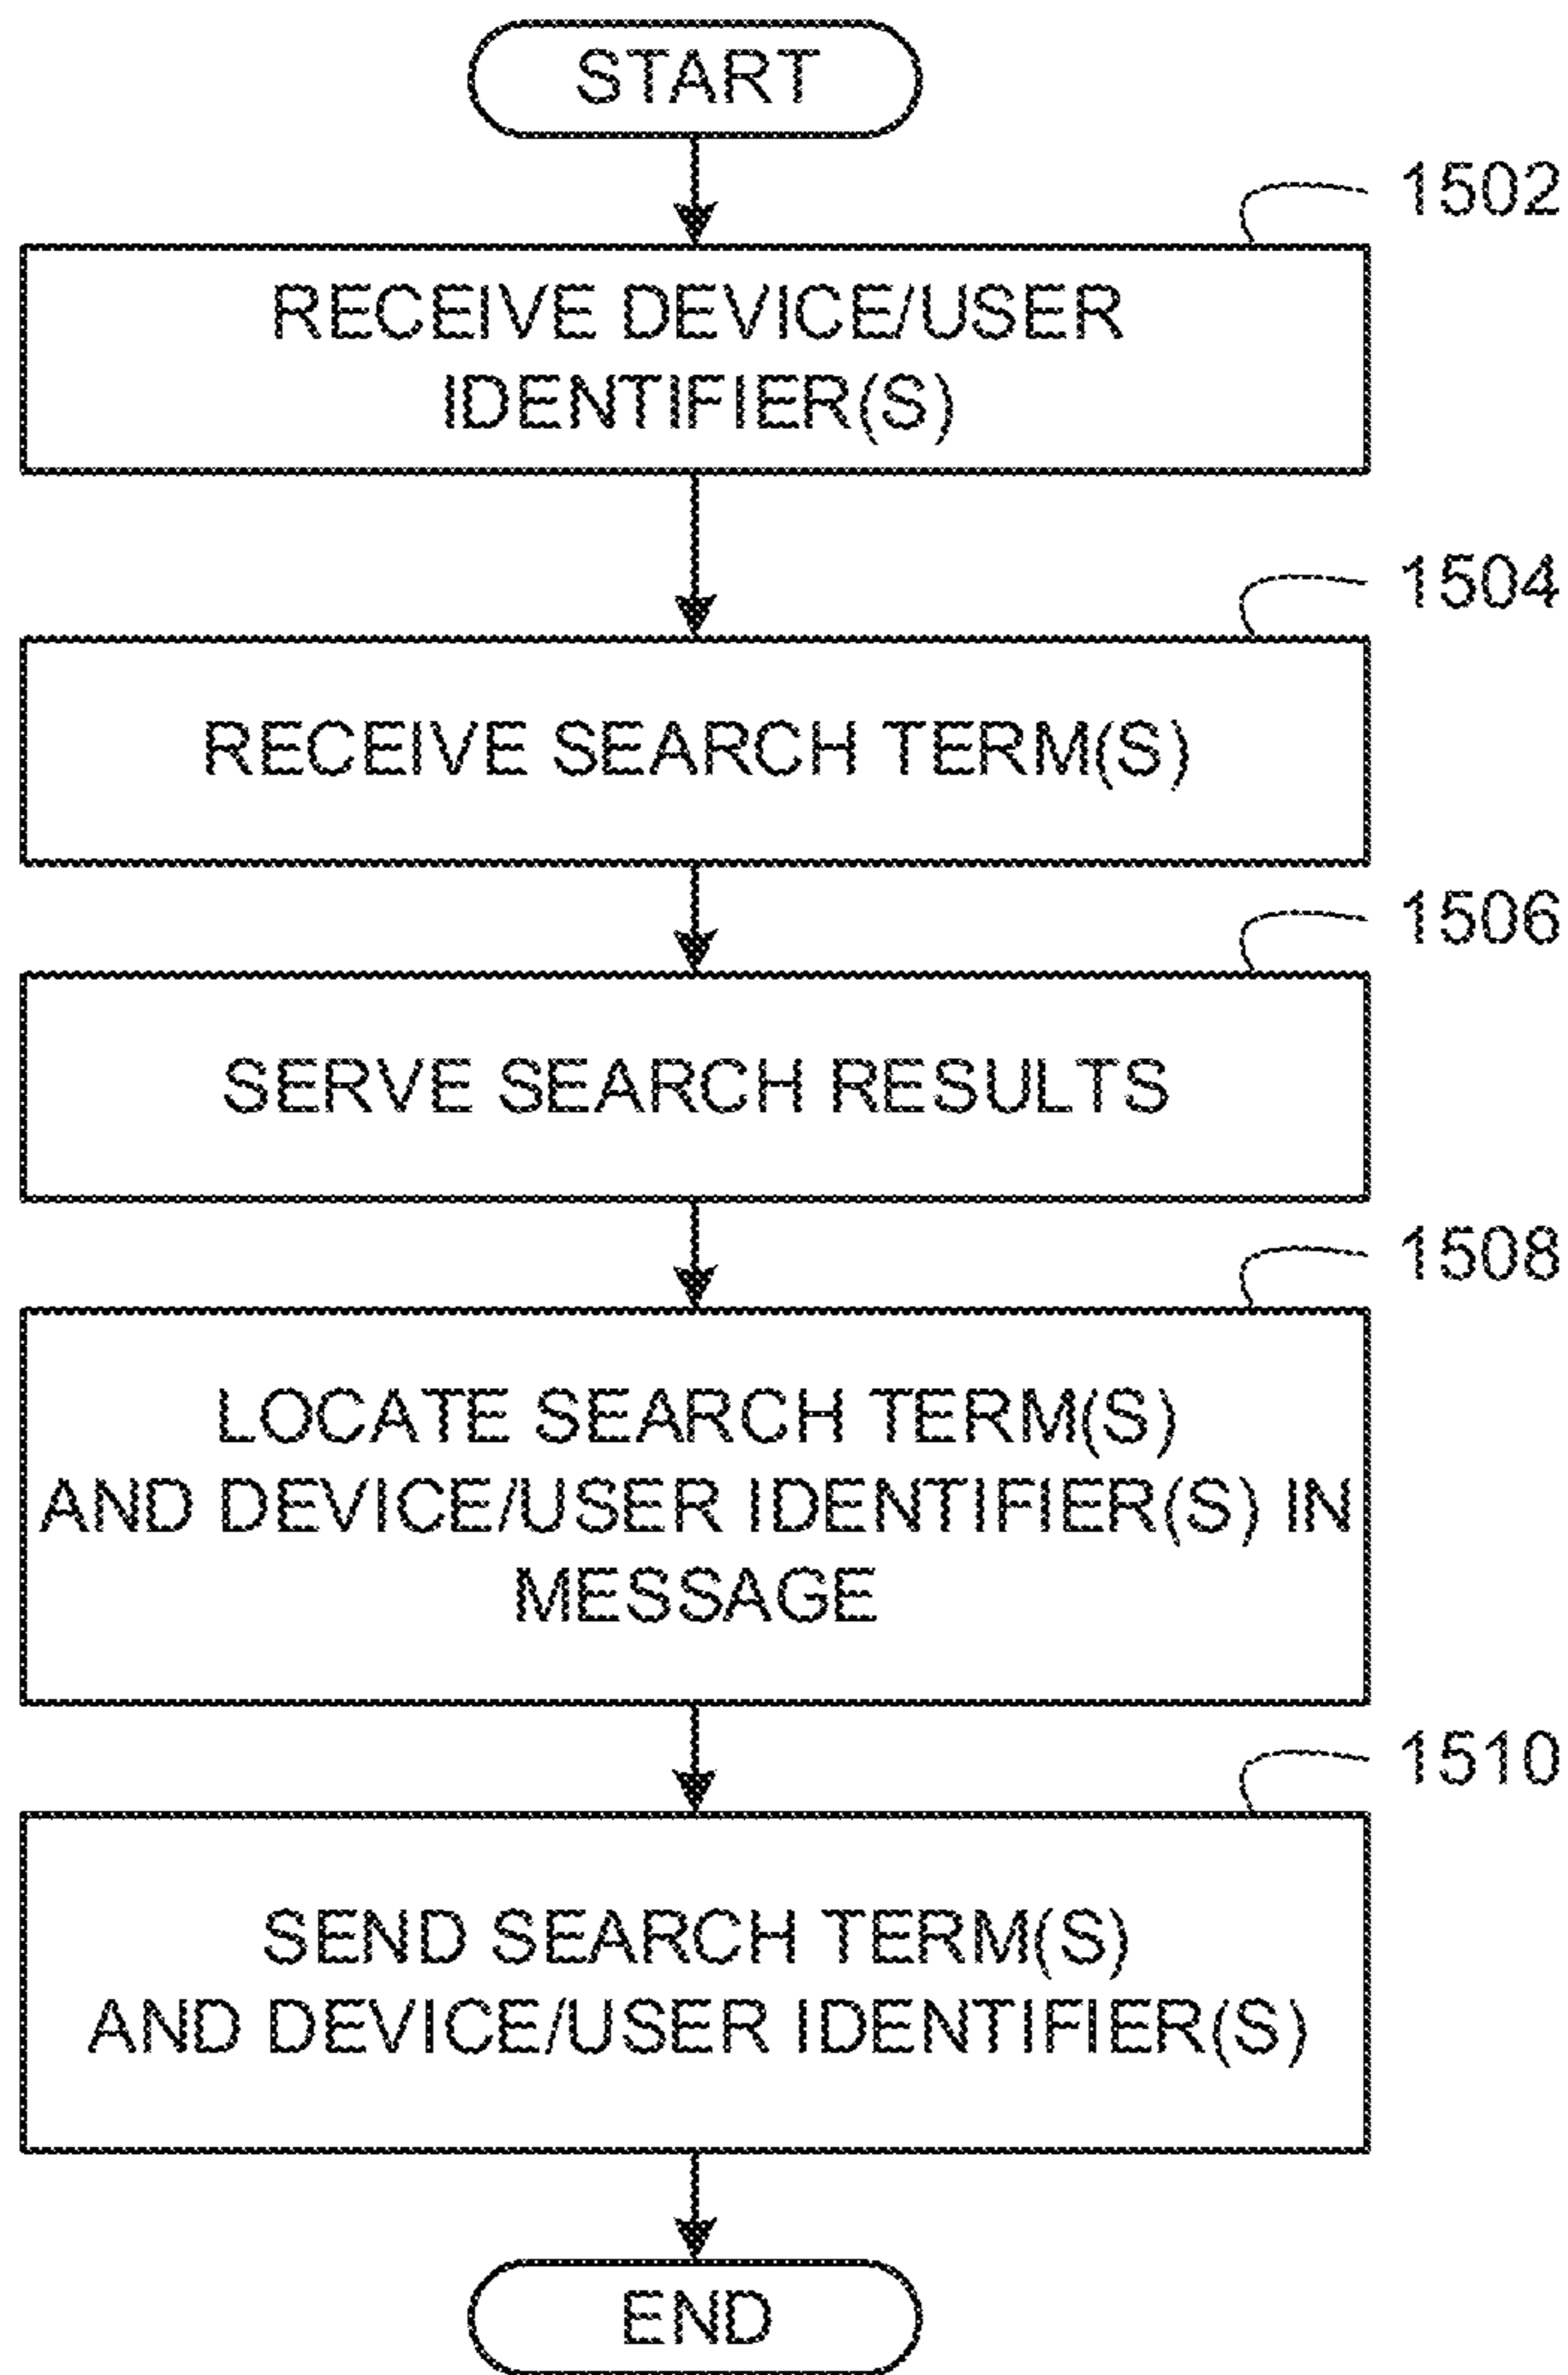 START
1502
RECEIVE DEVICE/USER
IDENTIFIER(S)
1504
RECEIVE SEARCH TERM(S)
1506
SERVE SEARCH RESULTS
1508
LOCATE SEARCH TERM(S)
AND DEVICE/USER IDENTIFIER(S) IN
MESSAGE
1510
SEND SEARCH TERM(S)
AND DEVICE/USER IDENTIFIER(S)
END